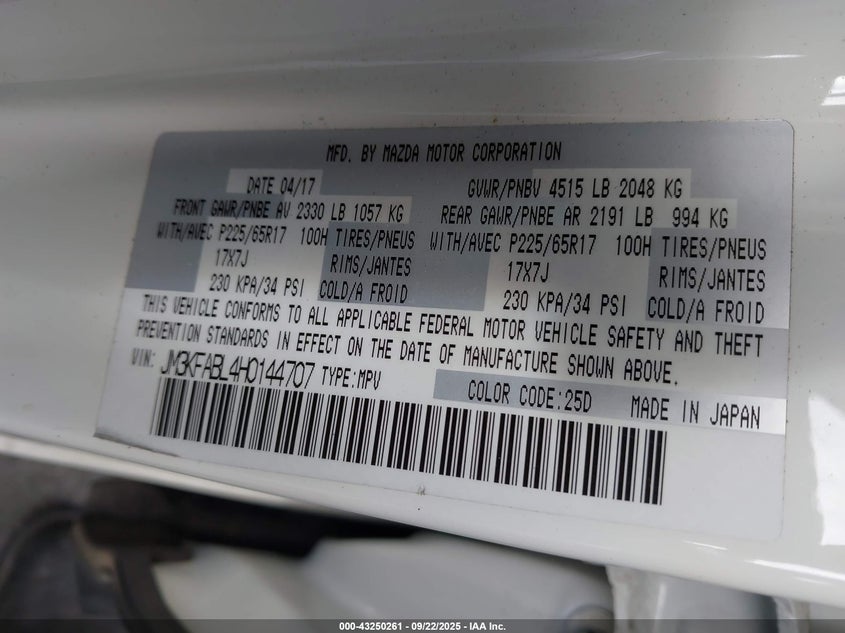 MFD. BY MAZDA MOTOR CORPORATION
DATE 04/17 GVWR/PNBV 4515 LB 2048 KG
FRONT GAWR/PNBE AV 2330 LB 1057 KG REAR GAWR/PNBE AR 2191 LB 994 KG
WITH/AVEC P225/65R17 100H TIRES/PNEUS WITH/AVEC P225/65R17 100H TIRES/PNEUS
17X7J RIMS/JANTES 17X7J RIMS/JANTES
230 KPA/34 PSI COLD/A FROID 230 KPA/34 PSI COLD/A FROID
THIS VEHICLE CONFORMS TO ALL APPLICABLE FEDERAL MOTOR VEHICLE SAFETY AND THEFT
PREVENTION STANDARDS IN EFFECT ON THE DATE OF MANUFACTURE SHOWN ABOVE.
VIN: JM3KFABL4H0144707 TYPE:MPV
COLOR CODE:25D MADE IN JAPAN
000-43250261 - 09/22/2025 - IAA Inc.